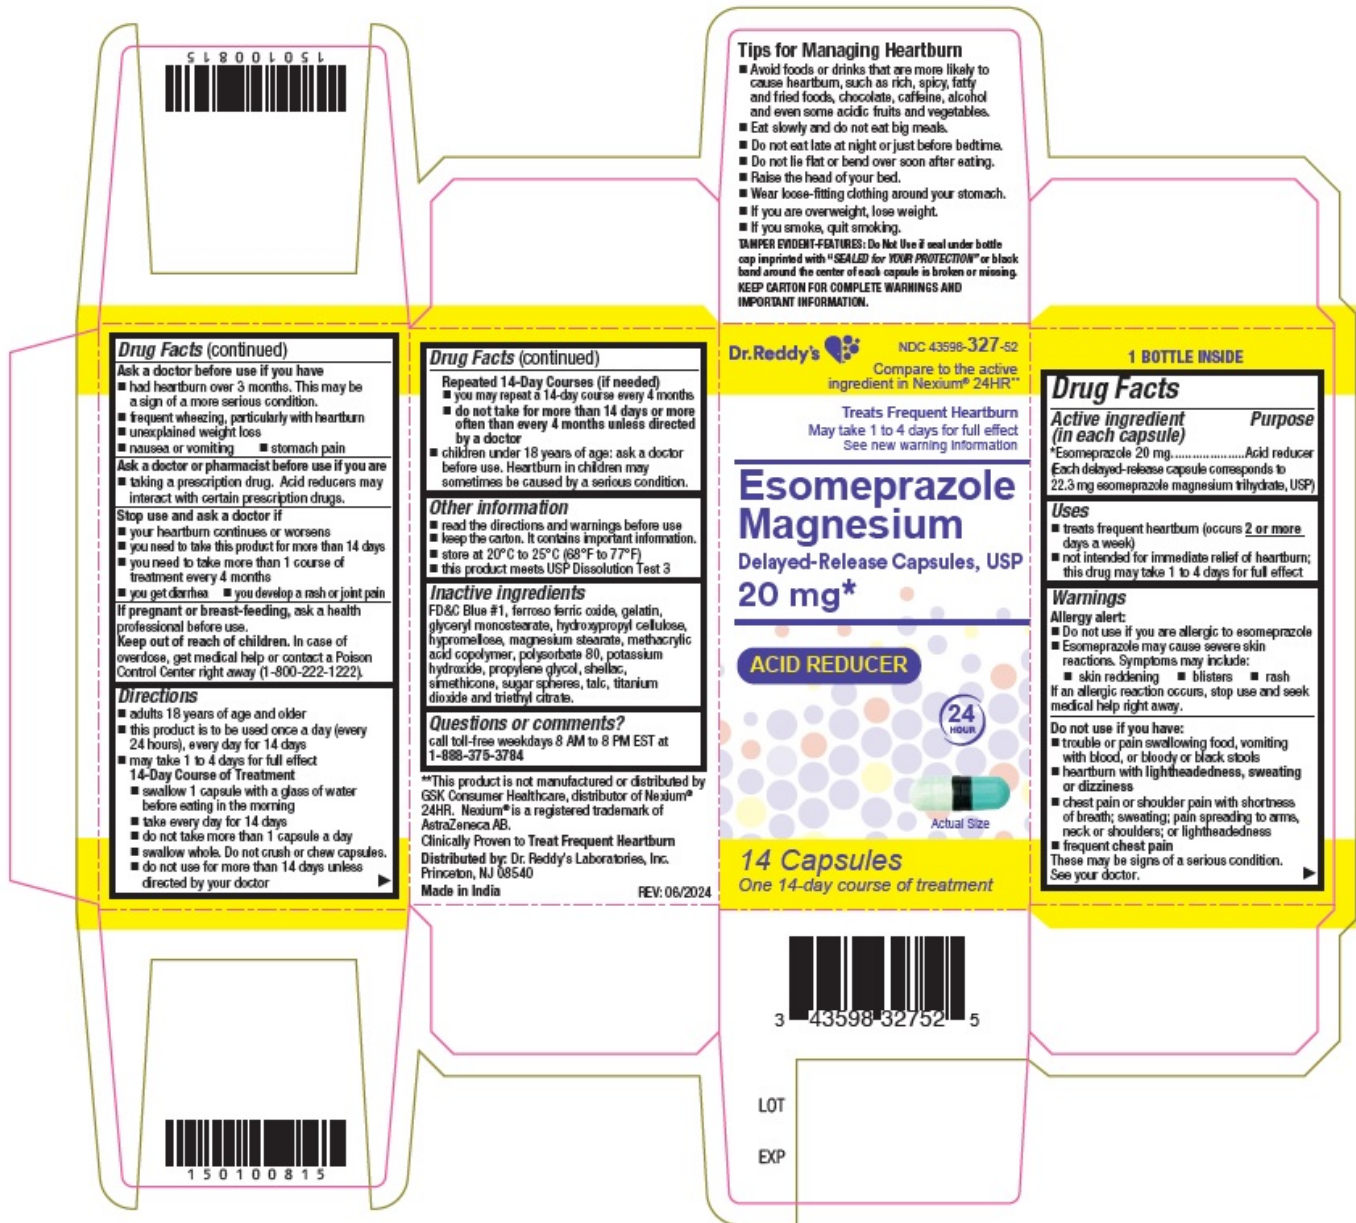 15010 0815
Tips for Managing Heartburn
■ Avoid foods or drinks that are more likely to
cause heartburn, such as rich, spicy, fatty
and fried foods, chocolate, caffeine, alcohol
and even some acidic fruits and vegetables.
■ Eat slowly and do not eat big meals.
■ Do not eat late at night or just before bedtime.
■ Do not lie flat or bend over soon after eating.
■ Raise the head of your bed.
■ Wear loose-fitting clothing around your stomach.
■ If you are overweight, lose weight.
■ If you smoke, quit smoking.
TAMPER EVIDENT-FEATURES: Do Not Use if seal under bottle
cap imprinted with "SEALED for YOUR PROTECTION" or black
band around the center of each capsule is broken or missing.
KEEP CARTON FOR COMPLETE WARNINGS AND
IMPORTANT INFORMATION.
Drug Facts (continued)
Ask a doctor before use if you have
■ had heartburn over 3 months. This may be
a sign of a more serious condition.
■ frequent wheezing, particularly with heartburn
■ unexplained weight loss
■ nausea or vomiting ■ stomach pain
Ask a doctor or pharmacist before use if you are
■ taking a prescription drug. Acid reducers may
interact with certain prescription drugs.
Stop use and ask a doctor if
■ your heartburn continues or worsens
■ you need to take this product for more than 14 days
■ you need to take more than 1 course of
treatment every 4 months
■ you get diarrhea ■ you develop a rash or joint pain
If pregnant or breast-feeding, ask a health
professional before use.
Keep out of reach of children. In case of
overdose, get medical help or contact a Poison
Control Center right away (1-800-222-1222).
Directions
■ adults 18 years of age and older
■ this product is to be used once a day (every
24 hours), every day for 14 days
■ may take 1 to 4 days for full effect
14-Day Course of Treatment
■ swallow 1 capsule with a glass of water
before eating in the morning
■ take every day for 14 days
■ do not take more than 1 capsule a day
■ swallow whole. Do not crush or chew capsules.
■ do not use for more than 14 days unless
directed by your doctor
Drug Facts (continued)
Repeated 14-Day Courses (if needed)
■ you may repeat a 14-day course every 4 months
■ do not take for more than 14 days or more
often than every 4 months unless directed
by a doctor
■ children under 18 years of age: ask a doctor
before use. Heartburn in children may
sometimes be caused by a serious condition.
Other information
■ read the directions and warnings before use
■ keep the carton. It contains important information.
■ store at 20°C to 25°C (68°F to 77°F)
■ this product meets USP Dissolution Test 3
Inactive ingredients
FD&C Blue #1, ferroso ferric oxide, gelatin,
glyceryl monostearate, hydroxypropyl cellulose,
hypromellose, magnesium stearate, methacrylic
acid copolymer, polysorbate 80, potassium
hydroxide, propylene glycol, shellac,
simethicone, sugar spheres, talc, titanium
dioxide and triethyl citrate.
Questions or comments?
call toll-free weekdays 8 AM to 8 PM EST at
1-888-375-3784
**This product is not manufactured or distributed by
GSK Consumer Healthcare, distributor of Nexium®
24HR. Nexium® is a registered trademark of
AstraZeneca AB.
Clinically Proven to Treat Frequent Heartburn
Distributed by: Dr. Reddy's Laboratories, Inc.
Princeton, NJ 08540
Made in India REV: 06/2024
Dr.Reddy's NDC 43598-327-52
Compare to the active
ingredient in Nexium® 24HR**
Treats Frequent Heartburn
May take 1 to 4 days for full effect
See new warning information
Esomeprazole
Magnesium
Delayed-Release Capsules, USP
20 mg*
ACID REDUCER
24
HOUR
Actual Size
14 Capsules
One 14-day course of treatment
1 BOTTLE INSIDE
Drug Facts
Active ingredient Purpose
(in each capsule)
*Esomeprazole 20 mg......................Acid reducer
(Each delayed-release capsule corresponds to
22.3 mg esomeprazole magnesium trihydrate, USP)
Uses
■ treats frequent heartburn (occurs 2 or more
days a week)
■ not intended for immediate relief of heartburn;
this drug may take 1 to 4 days for full effect
Warnings
Allergy alert:
■ Do not use if you are allergic to esomeprazole
■ Esomeprazole may cause severe skin
reactions. Symptoms may include:
■ skin reddening ■ blisters ■ rash
If an allergic reaction occurs, stop use and seek
medical help right away.
Do not use if you have:
■ trouble or pain swallowing food, vomiting
with blood, or bloody or black stools
■ heartburn with lightheadedness, sweating
or dizziness
■ chest pain or shoulder pain with shortness
of breath; sweating; pain spreading to arms,
neck or shoulders; or lightheadedness
■ frequent chest pain
These may be signs of a serious condition.
See your doctor.
3 43598 32752 5
LOT
EXP
150100815